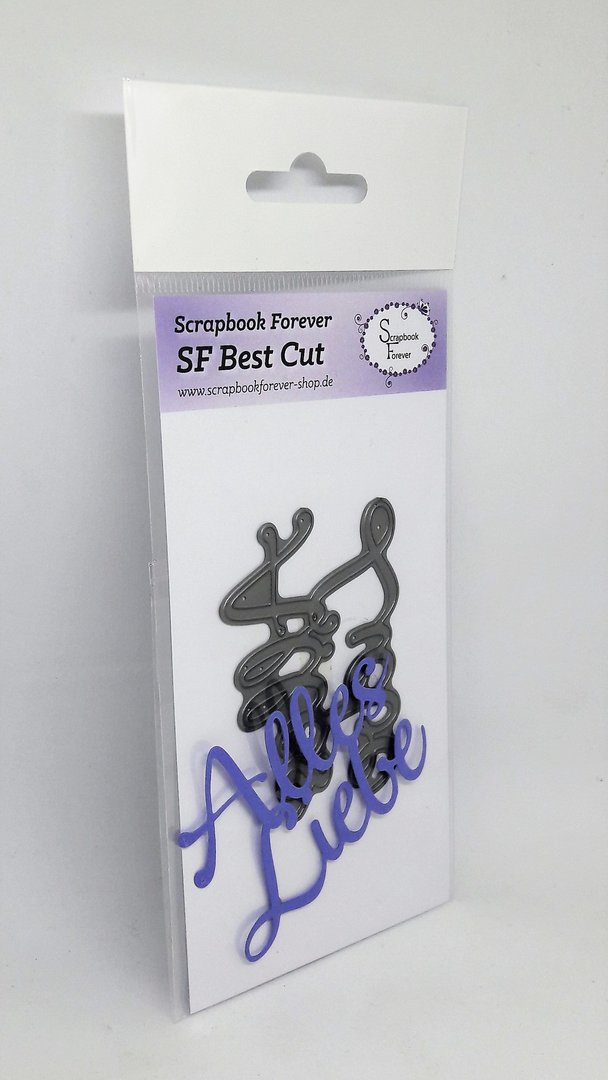 Scrapbook Forever
SF Best Cut
www.scrapbookforever-shop.de
Scrapbook
Forever
Alles
Liebe